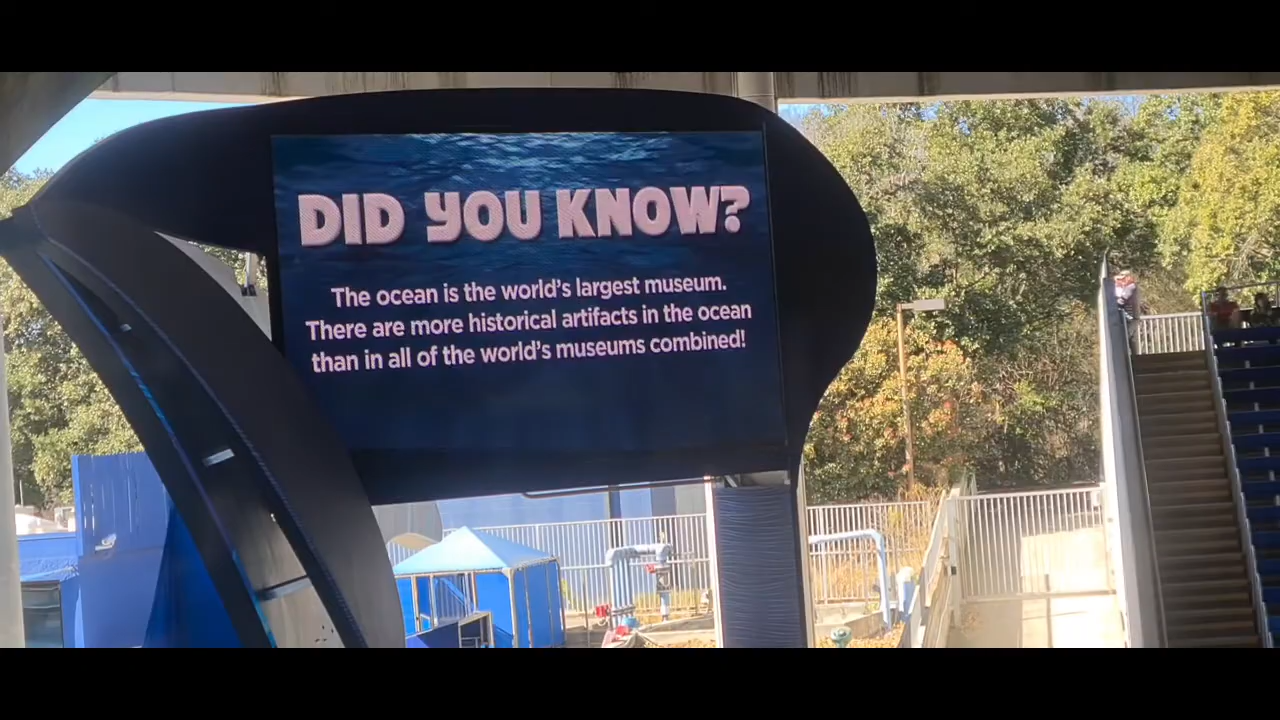 DID YOU KNOW?
The ocean is the world's largest museum.
There are more historical artifacts in the ocean
than in all of the world's museums combined!